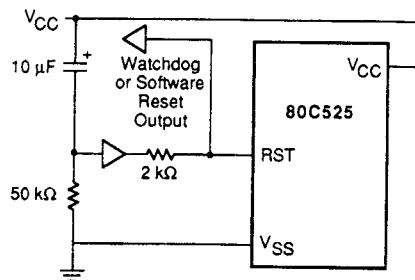 VCC
10 µF
+
Watchdog
or Software
Reset
Output
VCC
80C525
RST
2 kΩ
50 kΩ
VSS